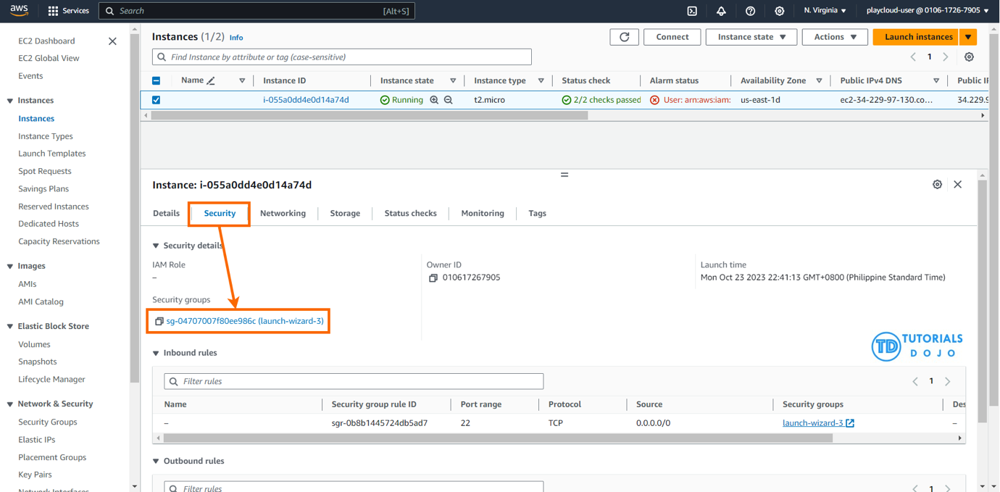 aws Services Search [Alt+S] N. Virginia playcloud-user @ 0106-1726-7905
EC2 Dashboard
EC2 Global View
Events
Instances
Instances
Instance Types
Launch Templates
Spot Requests
Savings Plans
Reserved Instances
Dedicated Hosts
Capacity Reservations
Images
AMIs
AMI Catalog
Elastic Block Store
Volumes
Snapshots
Lifecycle Manager
Network & Security
Security Groups
Elastic IPs
Placement Groups
Key Pairs
Network Interfaces
Instances (1/2) Info Connect Instance state Actions Launch instances
Find Instance by attribute or tag (case-sensitive) 1
Name Instance ID Instance state Instance type Status check Alarm status Availability Zone Public IPv4 DNS Public IP
i-055a0dd4e0d14a74d Running t2.micro 2/2 checks passed User: arn:aws:iam: us-east-1d ec2-34-229-97-130.co... 34.229.9
Instance: i-055a0dd4e0d14a74d
Details Security Networking Storage Status checks Monitoring Tags
Security details
IAM Role Owner ID Launch time
– 010617267905 Mon Oct 23 2023 22:41:13 GMT+0800 (Philippine Standard Time)
Security groups
sg-04707007f80ee986c (launch-wizard-3)
TD TUTORIALS
DOJO
Inbound rules
Filter rules 1
Name Security group rule ID Port range Protocol Source Security groups Des
– sgr-0b8b1445724db5ad7 22 TCP 0.0.0.0/0 launch-wizard-3 –
Outbound rules
Filter rules 1